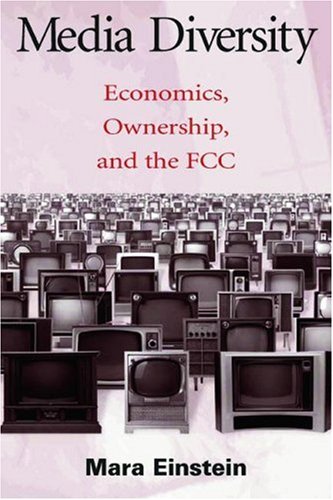 Media Diversity
Economics,
Ownership,
and the FCC
Mara Einstein